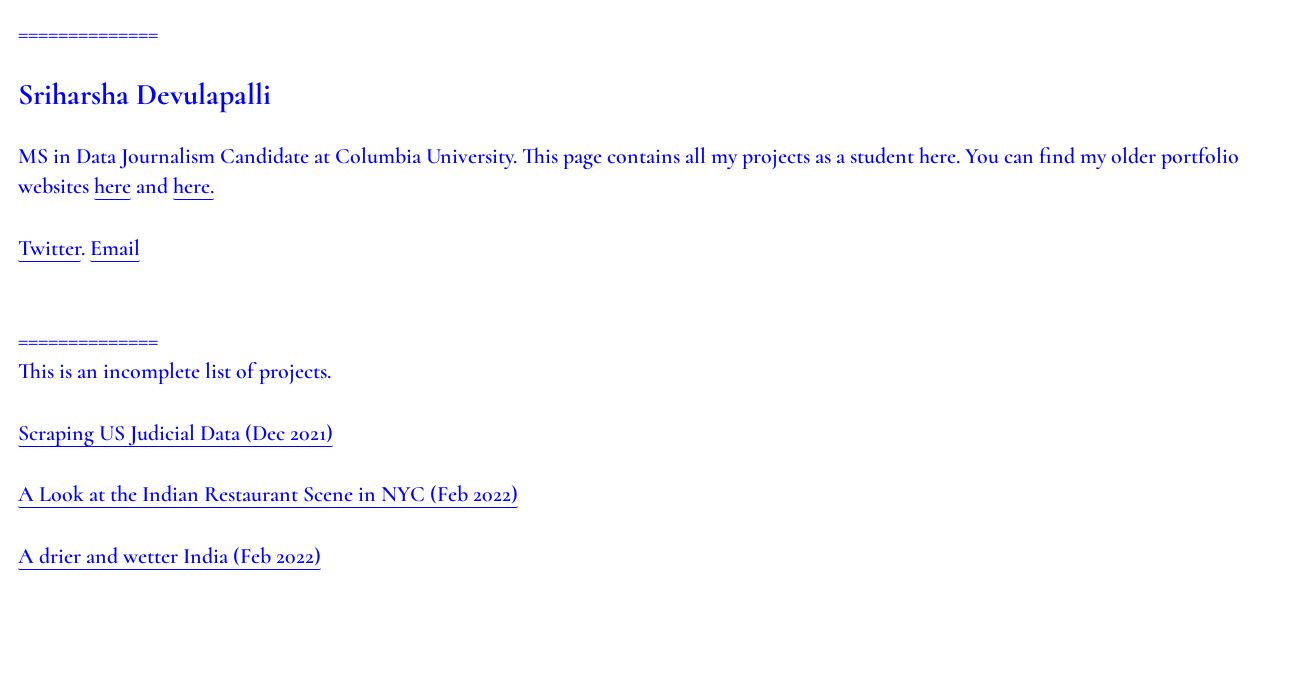 ==============
Sriharsha Devulapalli
MS in Data Journalism Candidate at Columbia University. This page contains all my projects as a student here. You can find my older portfolio
websites here and here.
Twitter. Email
==============
This is an incomplete list of projects.
Scraping US Judicial Data (Dec 2021)
A Look at the Indian Restaurant Scene in NYC (Feb 2022)
A drier and wetter India (Feb 2022)